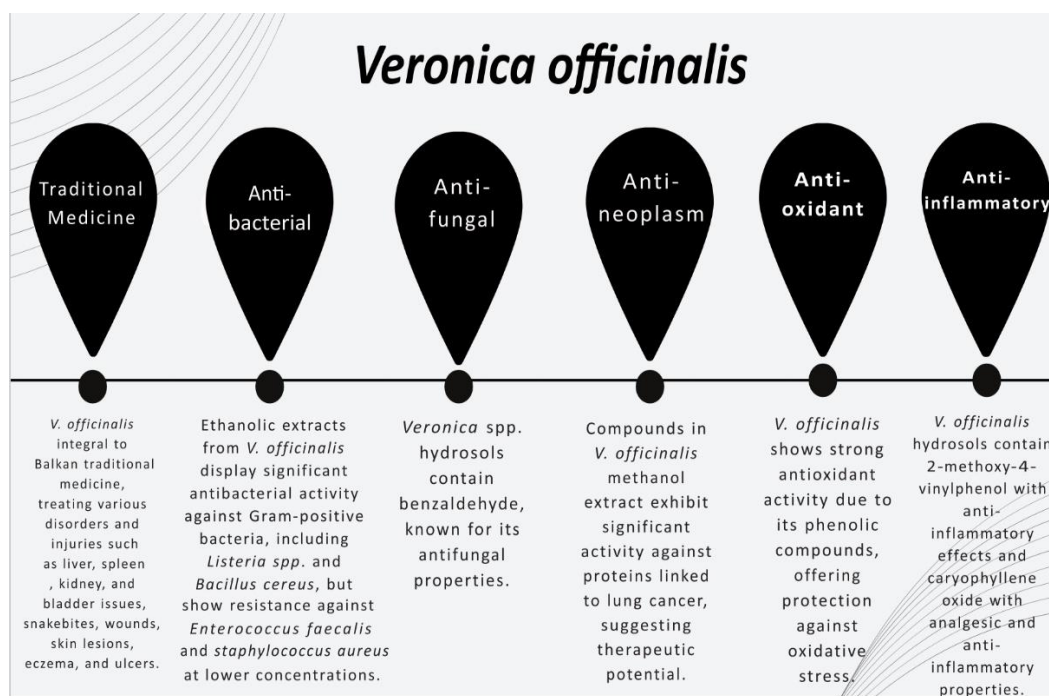 Veronica officinalis
Traditional
Medicine
Anti-
bacterial
Anti-
fungal
Anti-
neoplasm
Anti-
oxidant
Anti-
inflammatory
V. officinalis
integral to
Balkan traditional
medicine,
treating various
disorders and
injuries such
as liver, spleen
, kidney, and
bladder issues,
snakebites, wounds,
skin lesions,
eczema, and ulcers.
Ethanolic extracts
from V. officinalis
display significant
antibacterial activity
against Gram-positive
bacteria, including
Listeria spp. and
Bacillus cereus, but
show resistance against
Enterococcus faecalis
and staphylococcus aureus
at lower concentrations.
Veronica spp.
hydrosols
contain
benzaldehyde,
known for its
antifungal
properties.
Compounds in
V. officinalis
methanol
extract exhibit
significant
activity against
proteins linked
to lung cancer,
suggesting
therapeutic
potential.
V. officinalis
shows strong
antioxidant
activity due to
its phenolic
compounds,
offering
protection
against
oxidative
stress.
V. officinalis
hydrosols contain
2-methoxy-4-
vinylphenol with
anti-
inflammatory
effects and
caryophyllene
oxide with
analgesic and
anti-
inflammatory
properties.